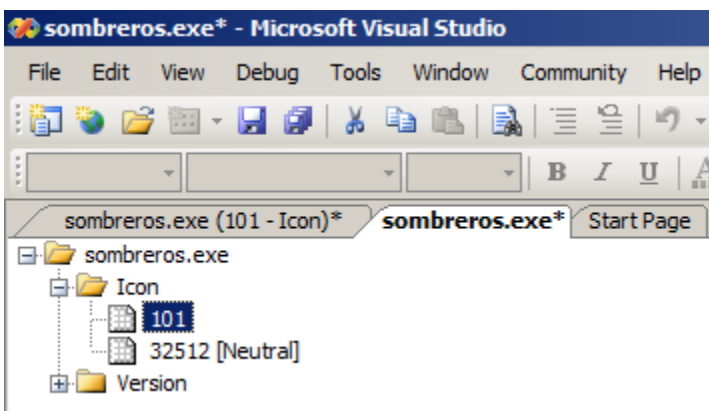 sombreros.exe* - Microsoft Visual Studio
File Edit View Debug Tools Window Community Help
B I U A
sombreros.exe (101 - Icon)* sombreros.exe* Start Page
sombreros.exe
Icon
101
32512 [Neutral]
Version